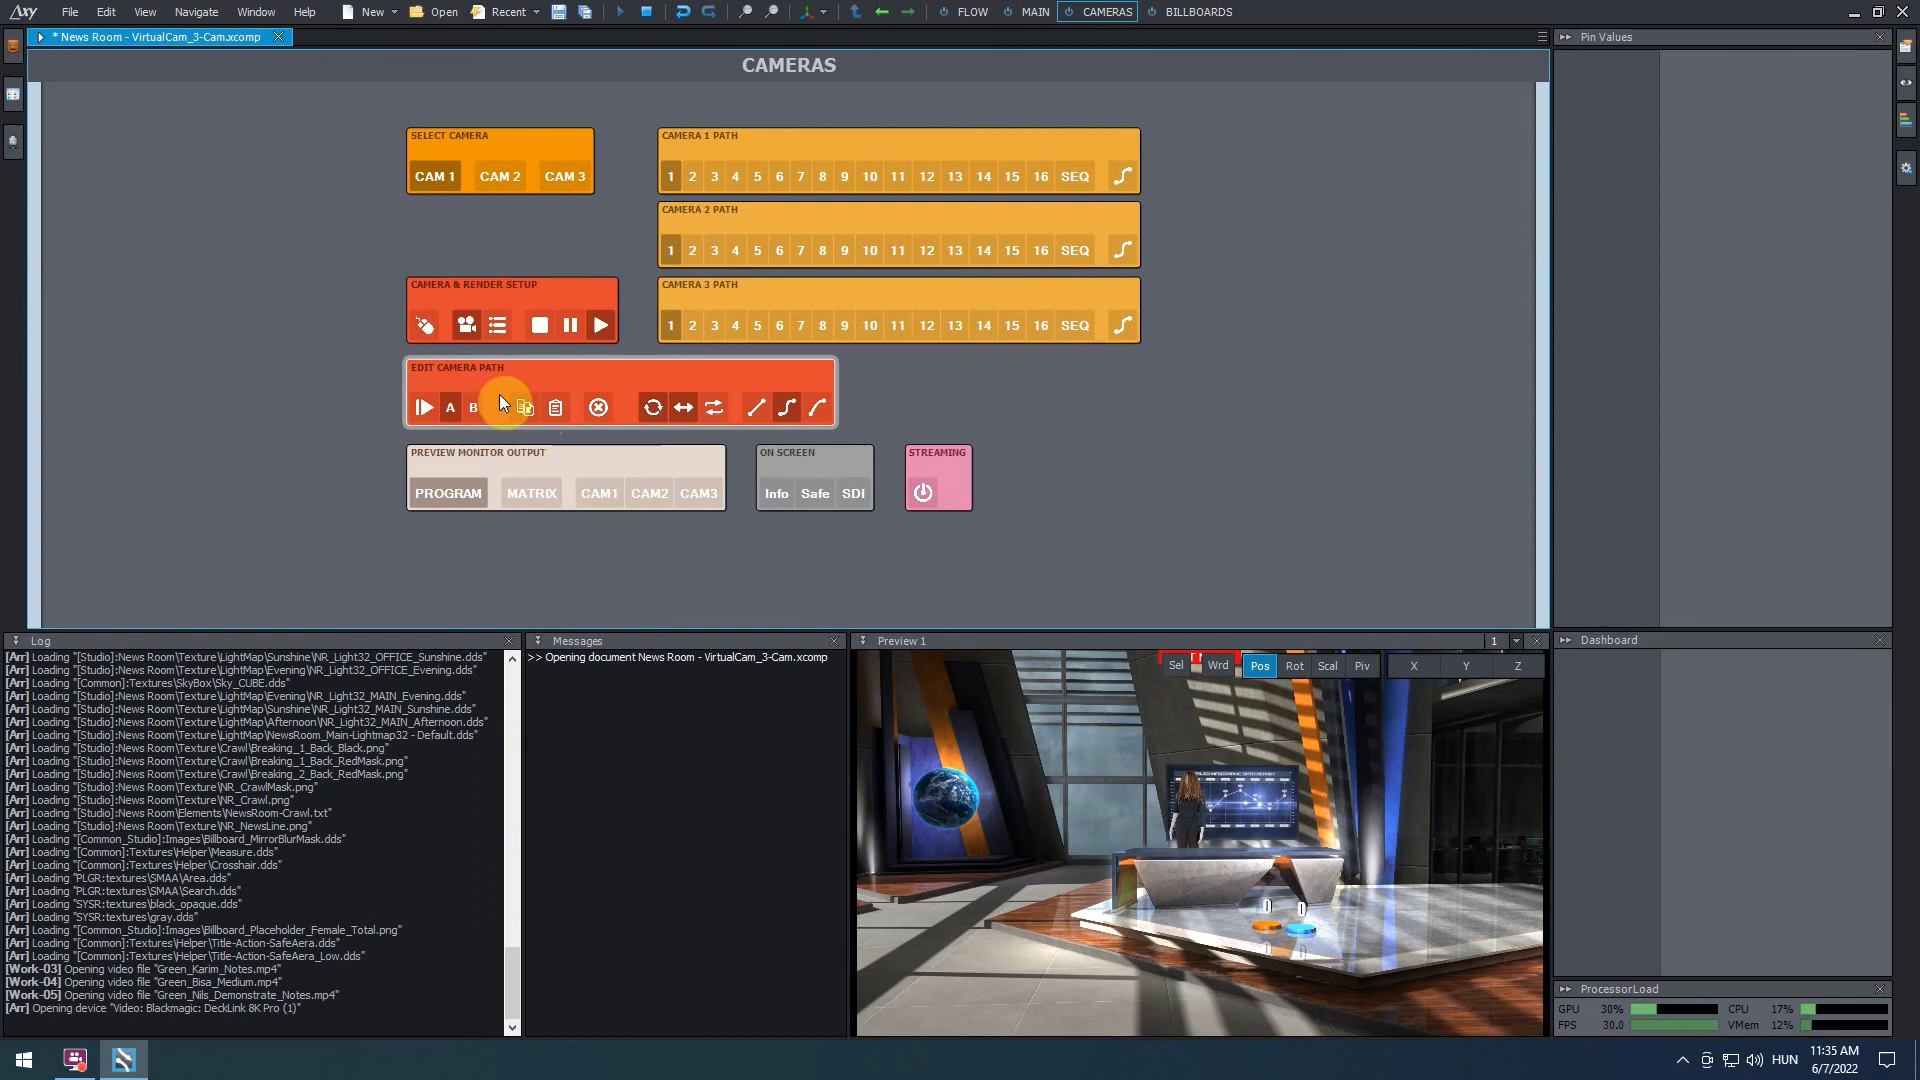 Axy File Edit View Navigate Window Help New Open Recent FLOW MAIN CAMERAS BILLBOARDS
* News Room - VirtualCam_3-Cam.xcomp
Pin Values
CAMERAS
SELECT CAMERA
CAM 1 CAM 2 CAM 3
CAMERA 1 PATH
1 2 3 4 5 6 7 8 9 10 11 12 13 14 15 16 SEQ
CAMERA 2 PATH
1 2 3 4 5 6 7 8 9 10 11 12 13 14 15 16 SEQ
CAMERA & RENDER SETUP
CAMERA 3 PATH
1 2 3 4 5 6 7 8 9 10 11 12 13 14 15 16 SEQ
EDIT CAMERA PATH
A B
PREVIEW MONITOR OUTPUT
PROGRAM MATRIX CAM1 CAM2 CAM3
ON SCREEN
Info Safe SDI
STREAMING
Log
[Arr] Loading "[Studio]:News Room\Texture\LightMap\Sunshine\NR_Light32_OFFICE_Sunshine.dds"
[Arr] Loading "[Studio]:News Room\Texture\LightMap\Evening\NR_Light32_OFFICE_Evening.dds"
[Arr] Loading "[Common]:Textures\SkyBox\Sky_CUBE.dds"
[Arr] Loading "[Studio]:News Room\Texture\LightMap\Evening\NR_Light32_MAIN_Evening.dds"
[Arr] Loading "[Studio]:News Room\Texture\LightMap\Sunshine\NR_Light32_MAIN_Sunshine.dds"
[Arr] Loading "[Studio]:News Room\Texture\LightMap\Afternoon\NR_Light32_MAIN_Afternoon.dds"
[Arr] Loading "[Studio]:News Room\Texture\LightMap\NewsRoom_Main-Lightmap32 - Default.dds"
[Arr] Loading "[Studio]:News Room\Texture\Crawl\Breaking_1_Back_Black.png"
[Arr] Loading "[Studio]:News Room\Texture\Crawl\Breaking_1_Back_RedMask.png"
[Arr] Loading "[Studio]:News Room\Texture\Crawl\Breaking_2_Back_RedMask.png"
[Arr] Loading "[Studio]:News Room\Texture\NR_CrawlMask.png"
[Arr] Loading "[Studio]:News Room\Texture\NR_Crawl.png"
[Arr] Loading "[Studio]:News Room\Elements\NewsRoom-Crawl.txt"
[Arr] Loading "[Studio]:News Room\Texture\NR_NewsLine.png"
[Arr] Loading "[Common_Studio]:Images\Billboard_MirrorBlurMask.dds"
[Arr] Loading "[Common]:Textures\Helper\Measure.dds"
[Arr] Loading "[Common]:Textures\Helper\Crosshair.dds"
[Arr] Loading "PLGR:textures\SMAA\Area.dds"
[Arr] Loading "PLGR:textures\SMAA\Search.dds"
[Arr] Loading "SYSR:textures\black_opaque.dds"
[Arr] Loading "SYSR:textures\gray.dds"
[Arr] Loading "[Common_Studio]:Images\Billboard_Placeholder_Female_Total.png"
[Arr] Loading "[Common]:Textures\Helper\Title-Action-SafeAera.dds"
[Arr] Loading "[Common]:Textures\Helper\Title-Action-SafeAera_Low.dds"
[Work-03] Opening video file "Green_Karim_Notes.mp4"
[Work-04] Opening video file "Green_Bisa_Medium.mp4"
[Work-05] Opening video file "Green_Nils_Demonstrate_Notes.mp4"
[Arr] Opening device "Video: Blackmagic: DeckLink 8K Pro (1)"
Messages
>> Opening document News Room - VirtualCam_3-Cam.xcomp
Preview 1 1
Sel Wrd Pos Rot Scal Piv X Y Z
Dashboard
ProcessorLoad
GPU 30% CPU 17%
FPS 30.0 VMem 12%
HUN
11:35 AM
6/7/2022